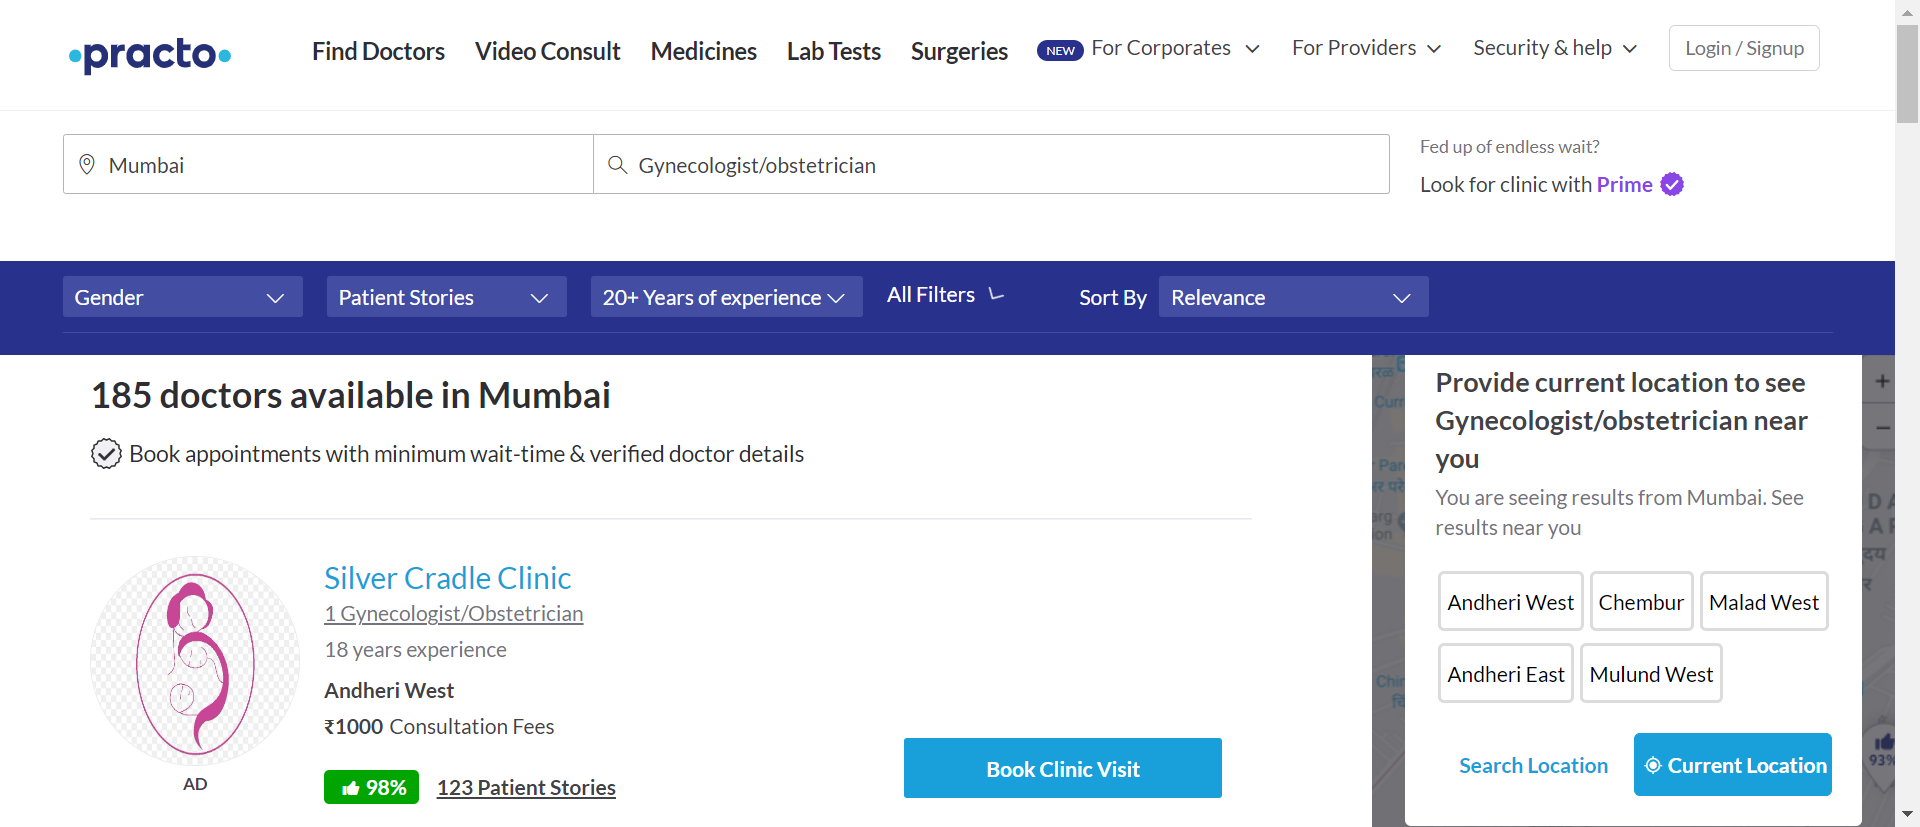 practo
Find Doctors
Video Consult
Medicines
Lab Tests
Surgeries
NEW
For Corporates
For Providers
Security & help
Login / Signup
Mumbai
Gynecologist/obstetrician
Fed up of endless wait?
Look for clinic with Prime
Gender
Patient Stories
20+ Years of experience
All Filters
Sort By
Relevance
185 doctors available in Mumbai
Book appointments with minimum wait-time & verified doctor details
Silver Cradle Clinic
1 Gynecologist/Obstetrician
18 years experience
Andheri West
₹1000 Consultation Fees
98%
123 Patient Stories
AD
Book Clinic Visit
Provide current location to see
Gynecologist/obstetrician near
you
You are seeing results from Mumbai. See
results near you
Andheri West
Chembur
Malad West
Andheri East
Mulund West
Search Location
Current Location
93%